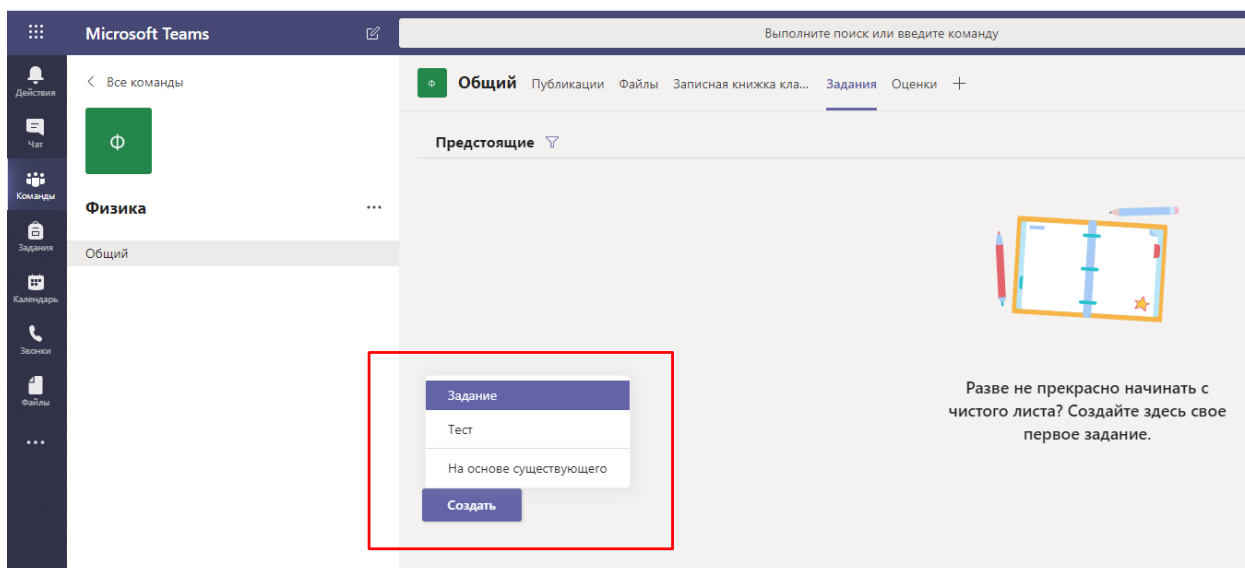 Microsoft Teams
Выполните поиск или введите команду
Действия
Чат
Команды
Задания
Календарь
Звонки
Файлы
Все команды
Ф
Физика
Общий
Ф
Общий Публикации Файлы Записная книжка кла... Задания Оценки
Предстоящие
Задание
Тест
На основе существующего
Создать
Разве не прекрасно начинать с
чистого листа? Создайте здесь свое
первое задание.